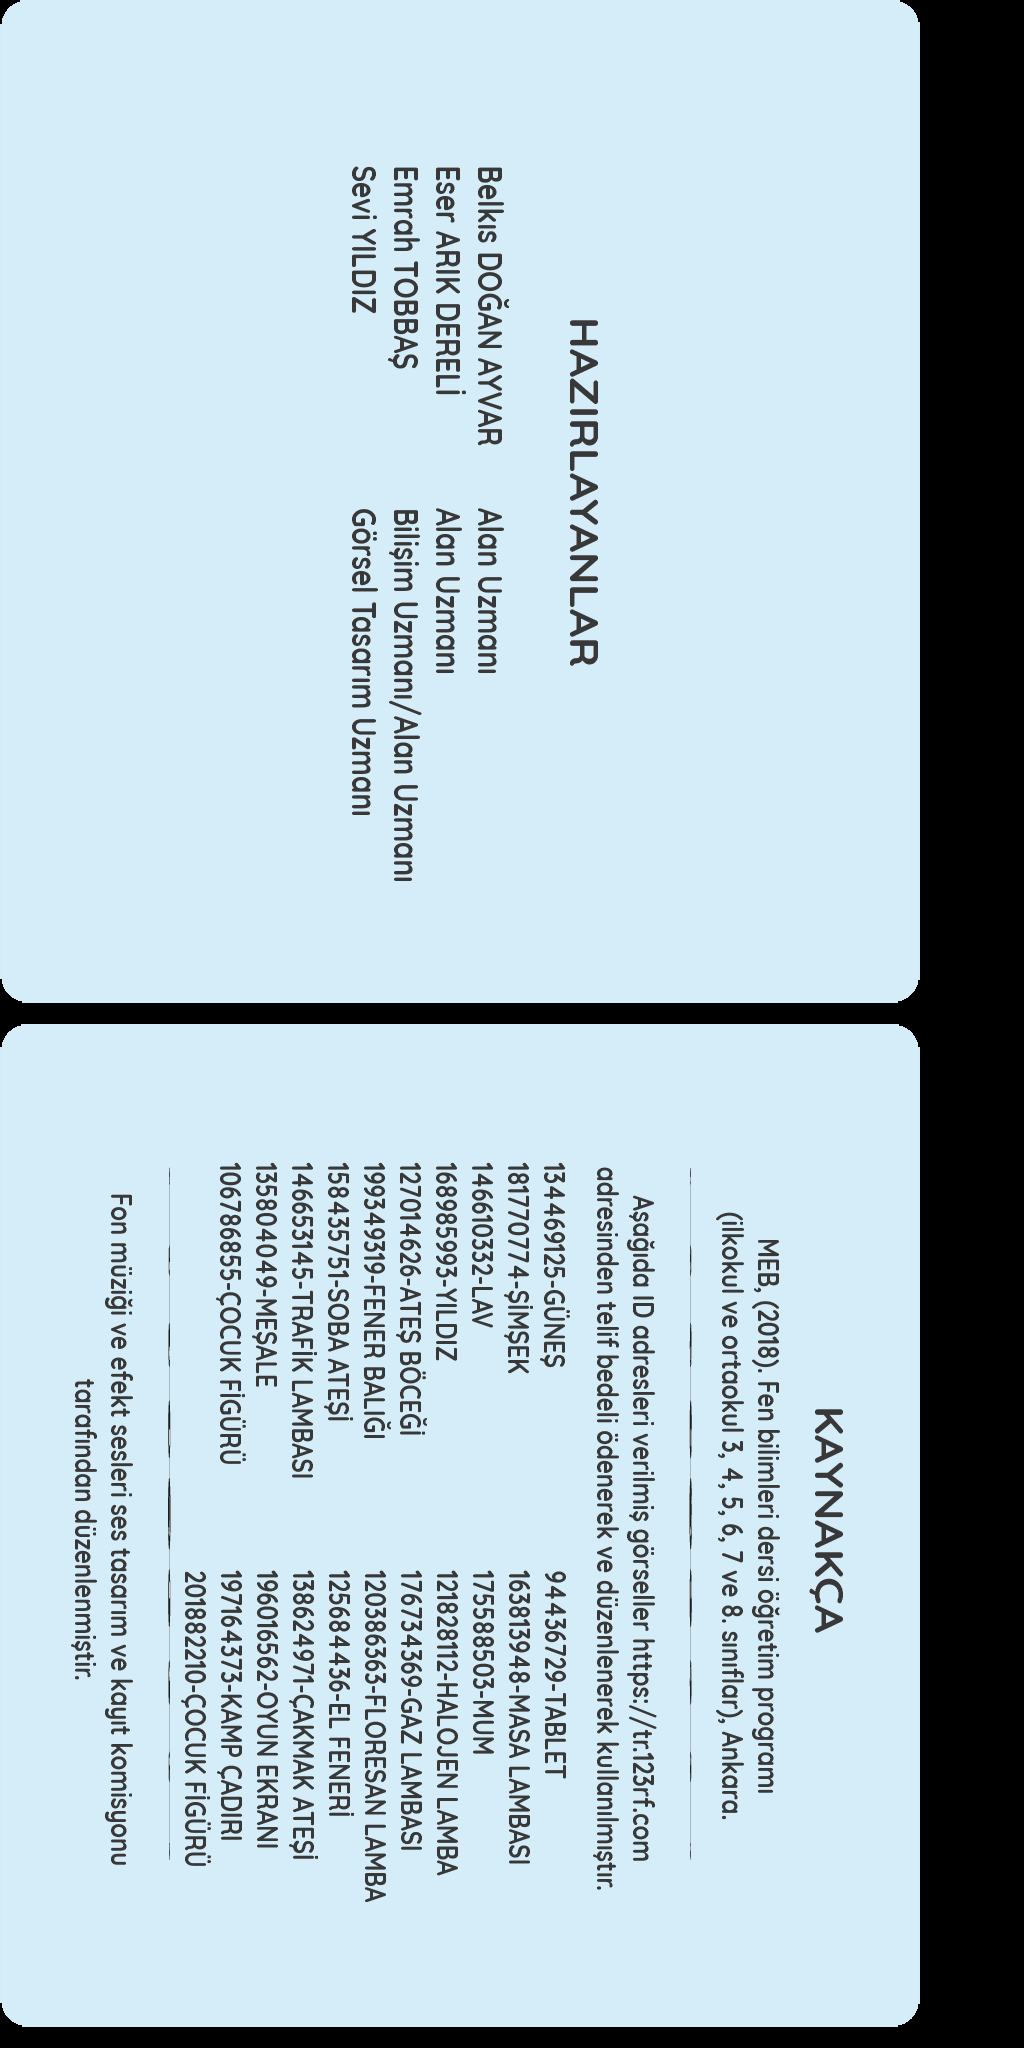 HAZIRLAYANLAR
Belkıs DOĞAN AYVAR Alan Uzmanı
Eser ARIK DERELİ Alan Uzmanı
Emrah TOBBAŞ Bilişim Uzmanı/Alan Uzmanı
Sevi YILDIZ Görsel Tasarım Uzmanı
KAYNAKÇA
MEB, (2018). Fen bilimleri dersi öğretim programı
(ilkokul ve ortaokul 3, 4, 5, 6, 7 ve 8. sınıflar), Ankara.
Aşağıda ID adresleri verilmiş görseller https://tr.123rf.com
adresinden telif bedeli ödenerek ve düzenlenerek kullanılmıştır.
134469125-GÜNEŞ
181770774-ŞİMŞEK
146610332-LAV
168985993-YILDIZ
127014626-ATEŞ BÖCEĞİ
199349319-FENER BALIĞI
158435751-SOBA ATEŞİ
146653145-TRAFİK LAMBASI
135804049-MEŞALE
106786855-ÇOCUK FİGÜRÜ
94436729-TABLET
163813948-MASA LAMBASI
175588503-MUM
121828112-HALOJEN LAMBA
176734369-GAZ LAMBASI
120386363-FLORESAN LAMBA
125684436-EL FENERİ
138624971-ÇAKMAK ATEŞİ
196016562-OYUN EKRANI
197164373-KAMP ÇADIRI
201882210-ÇOCUK FİGÜRÜ
Fon müziği ve efekt sesleri ses tasarım ve kayıt komisyonu
tarafından düzenlenmiştir.